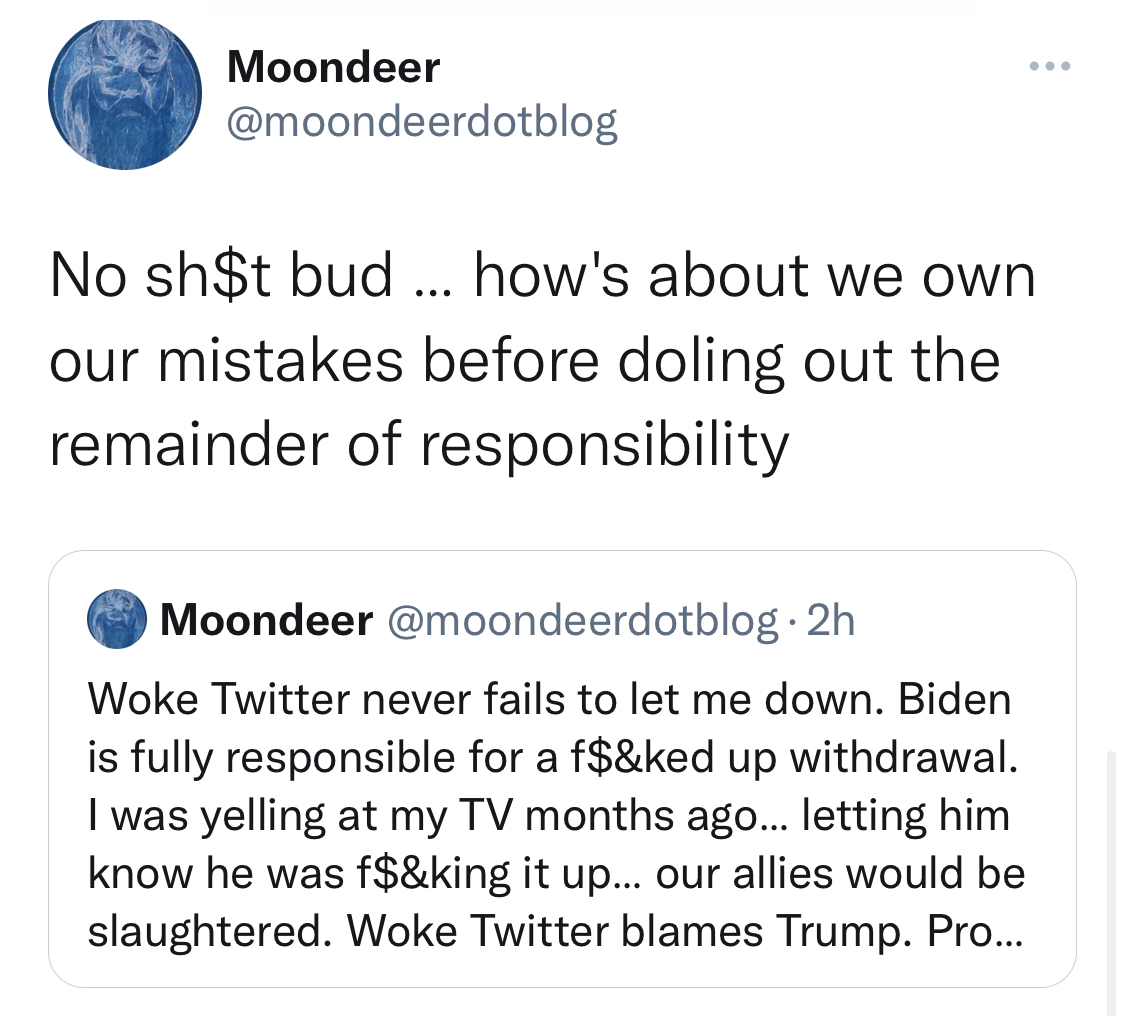 Moondeer
@moondeerdotblog
No sh$t bud ... how's about we own
our mistakes before doling out the
remainder of responsibility
Moondeer @moondeerdotblog · 2h
Woke Twitter never fails to let me down. Biden
is fully responsible for a f$&ked up withdrawal.
I was yelling at my TV months ago... letting him
know he was f$&king it up... our allies would be
slaughtered. Woke Twitter blames Trump. Pro...